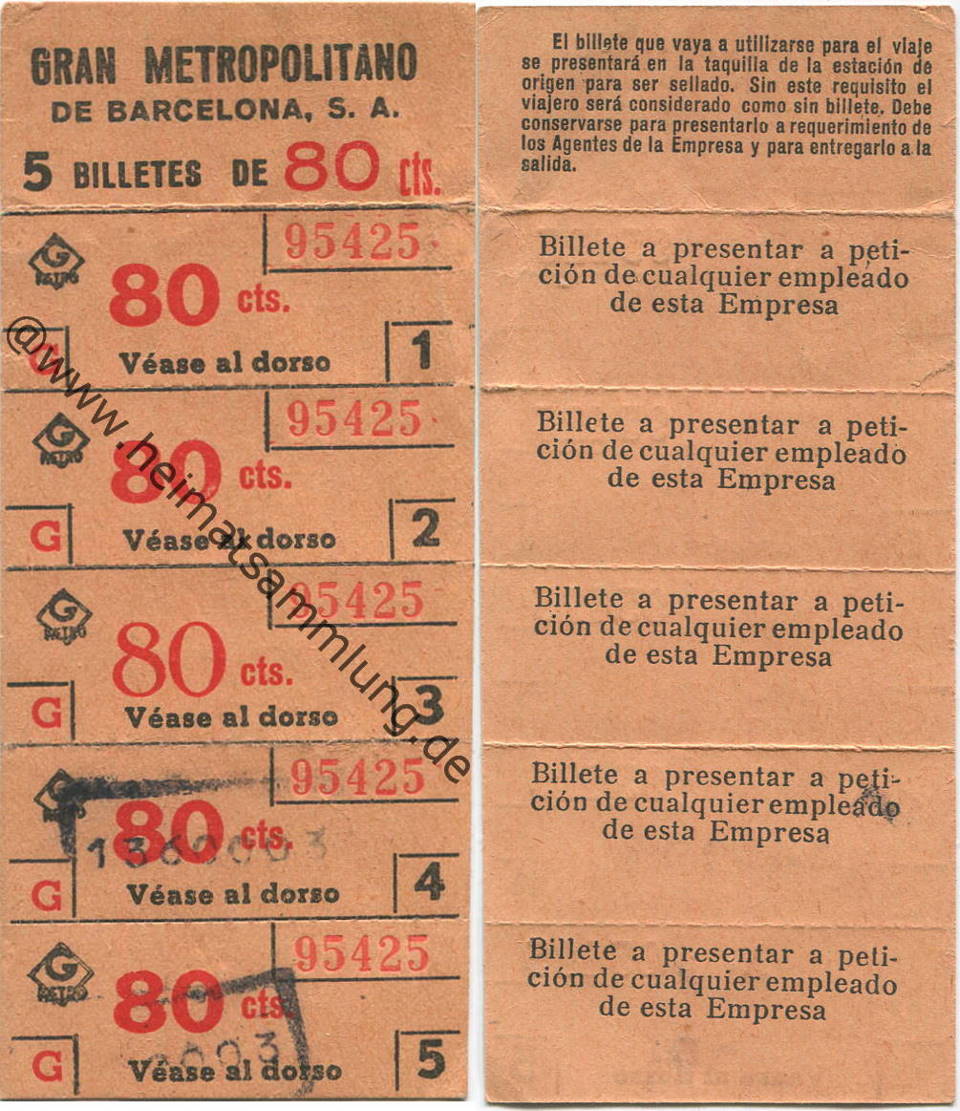 GRAN METROPOLITANO
DE BARCELONA, S. A.
5 BILLETES DE 80 cts.
95425
G
METRO
80 cts.
G
Véase al dorso
1
95425
G
METRO
80 cts.
G
Véase al dorso
2
95425
G
METRO
80 cts.
G
Véase al dorso
3
95425
G
METRO
80 cts.
G
Véase al dorso
4
95425
G
METRO
80 cts.
G
Véase al dorso
5
@www.heimatsammlung.de
El billete que vaya a utilizarse para el viaje
se presentará en la taquilla de la estación de
origen para ser sellado. Sin este requisito el
viajero será considerado como sin billete. Debe
conservarse para presentarlo a requerimiento de
los Agentes de la Empresa y para entregarlo a la
salida.
Billete a presentar a peti-
ción de cualquier empleado
de esta Empresa
Billete a presentar a peti-
ción de cualquier empleado
de esta Empresa
Billete a presentar a peti-
ción de cualquier empleado
de esta Empresa
Billete a presentar a peti-
ción de cualquier empleado
de esta Empresa
Billete a presentar a peti-
ción de cualquier empleado
de esta Empresa